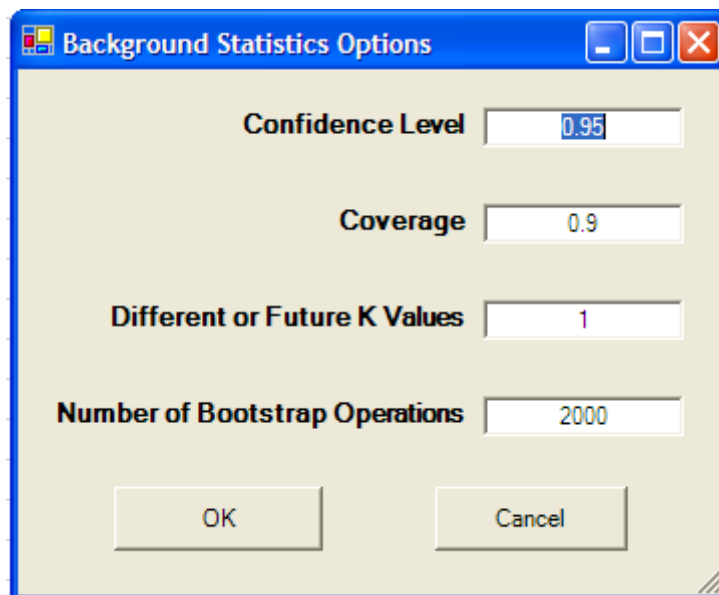 Background Statistics Options
Confidence Level 0.95
Coverage 0.9
Different or Future K Values 1
Number of Bootstrap Operations 2000
OK Cancel